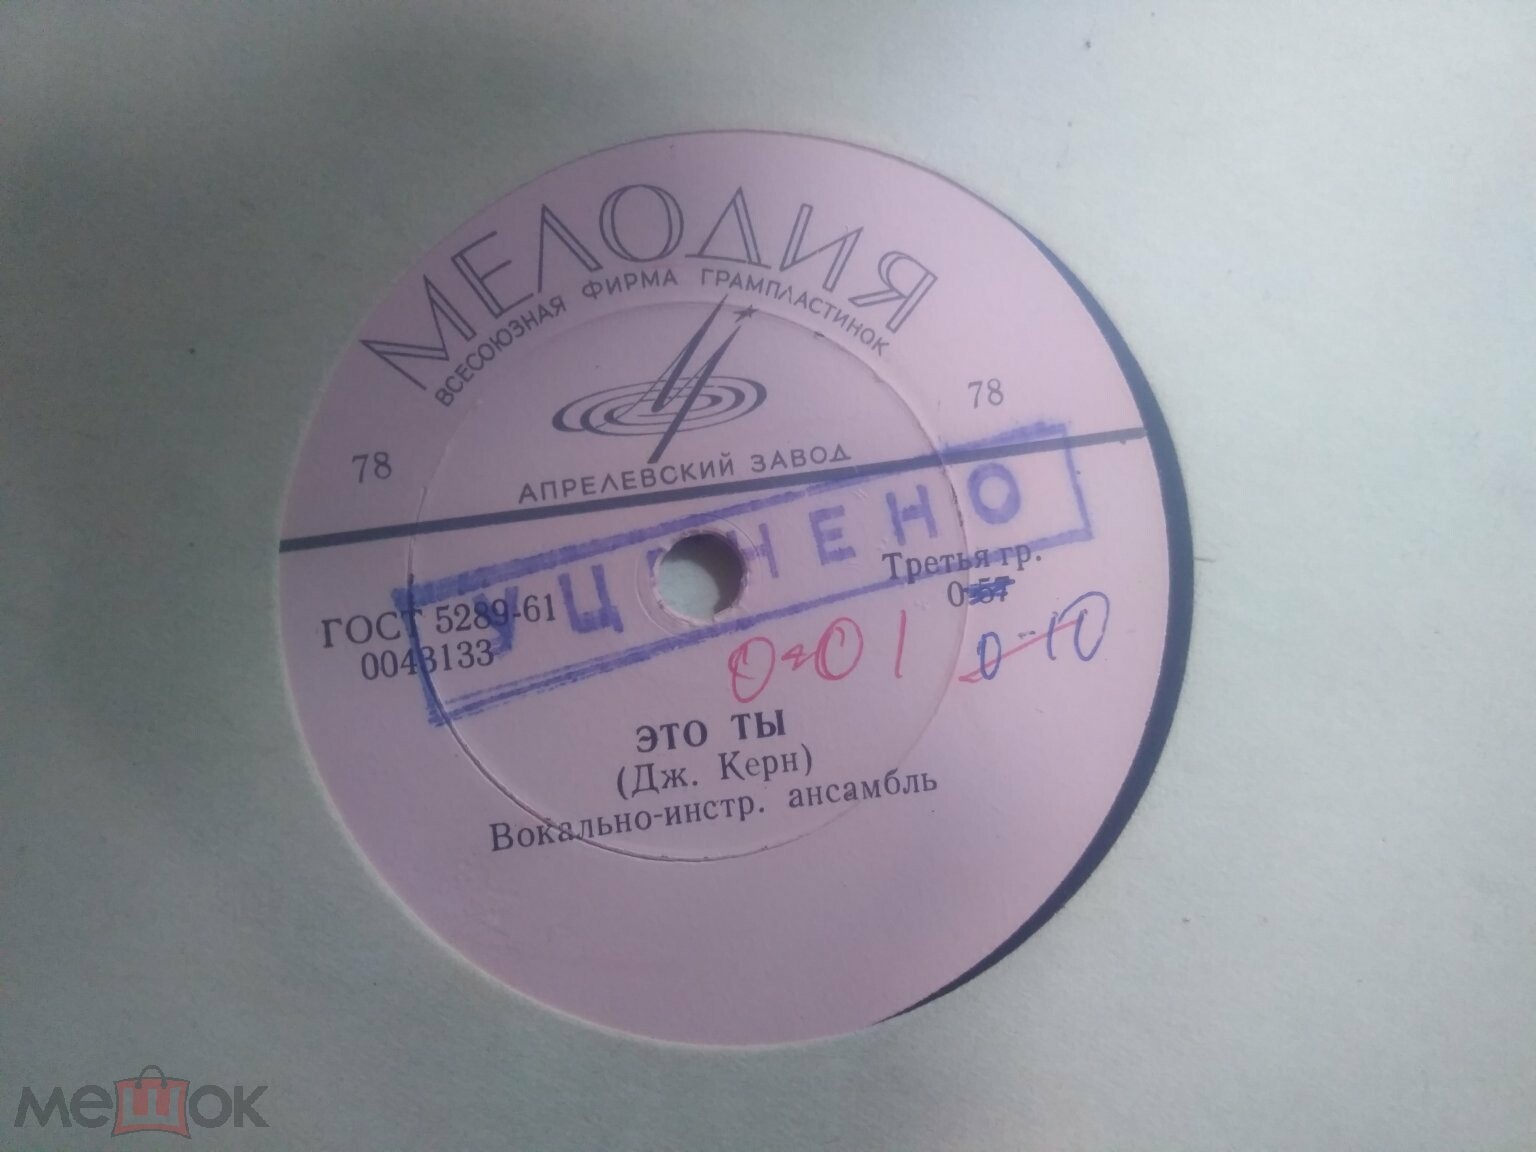 МЕЛОДИЯ
ВСЕСОЮЗНАЯ ФИРМА ГРАМПЛАСТИНОК
78
78
АПРЕЛЕВСКИЙ ЗАВОД
УЦЕНЕНО
Третья гр.
0-57
ГОСТ 5289-61
0043133
0-01
0-10
ЭТО ТЫ
(Дж. Керн)
Вокально-инстр. ансамбль
мешок